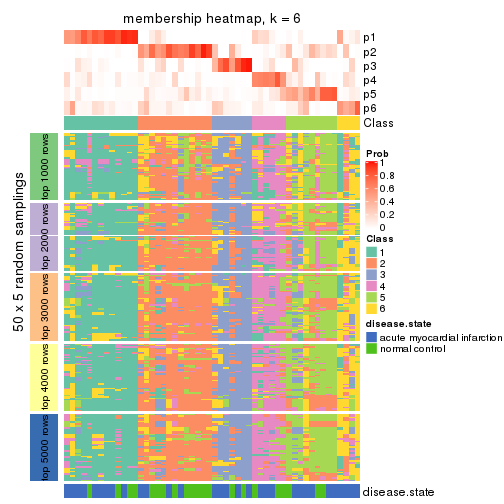 membership heatmap, k = 6
p1
p2
p3
p4
p5
p6
Class
50 x 5 random samplings
top 1000 rows
top 2000 rows
top 3000 rows
top 4000 rows
top 5000 rows
Prob
1
0.8
0.6
0.4
0.2
0
Class
1
2
3
4
5
6
disease.state
acute myocardial infarction
normal control
disease.state